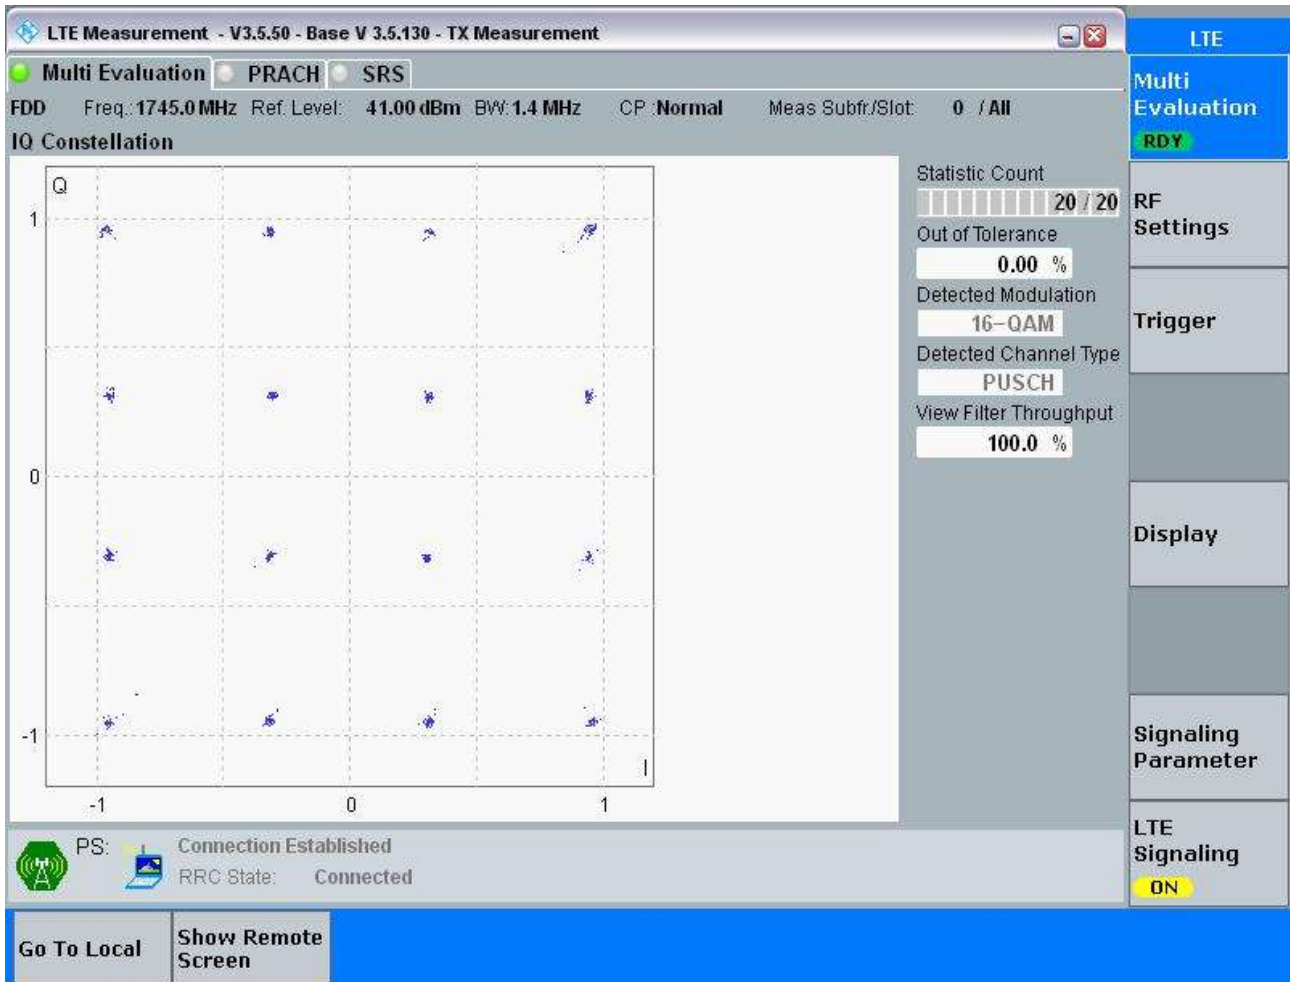 LTE Measurement - V3.5.50 - Base V 3.5.130 - TX Measurement
Multi Evaluation PRACH SRS
FDD Freq.:1745.0 MHz Ref. Level: 41.00 dBm BW:1.4 MHz CP :Normal Meas Subfr./Slot: 0 / All
IQ Constellation
Q
1
0
-1
I
-1 0 1
Statistic Count
20 / 20
Out of Tolerance
0.00 %
Detected Modulation
16-QAM
Detected Channel Type
PUSCH
View Filter Throughput
100.0 %
PS: Connection Established
RRC State: Connected
LTE
Multi
Evaluation
RDY
RF
Settings
Trigger
Display
Signaling
Parameter
LTE
Signaling
ON
Go To Local
Show Remote
Screen